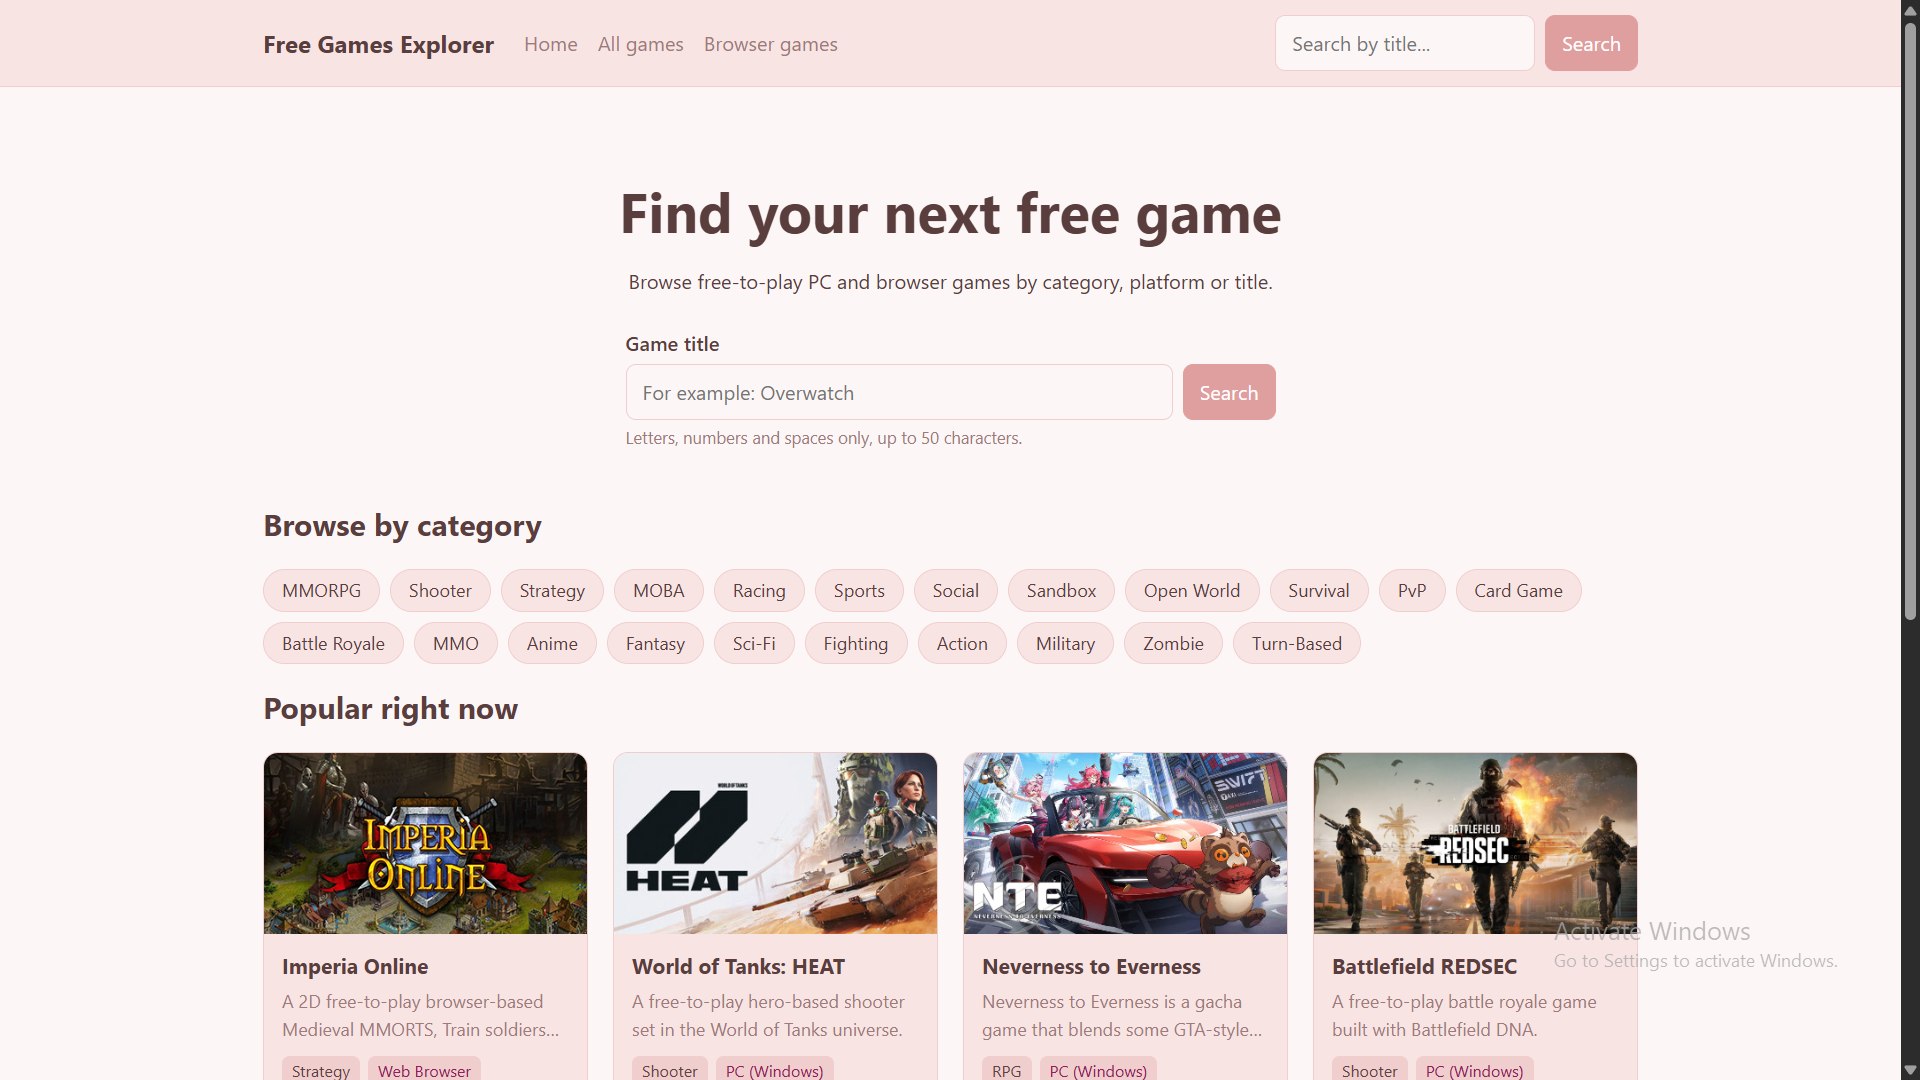 Free Games Explorer Home All games Browser games Search by title... Search
Find your next free game
Browse free-to-play PC and browser games by category, platform or title.
Game title
For example: Overwatch Search
Letters, numbers and spaces only, up to 50 characters.
Browse by category
MMORPG Shooter Strategy MOBA Racing Sports Social Sandbox Open World Survival PvP Card Game
Battle Royale MMO Anime Fantasy Sci-Fi Fighting Action Military Zombie Turn-Based
Popular right now
IMPERIA
ONLINE
WORLD OF TANKS
HEAT
SWIFT
TAXI
NTE
NEVERNESS TO EVERNESS
BATTLEFIELD
REDSEC
Imperia Online
A 2D free-to-play browser-based
Medieval MMORTS, Train soldiers...
Strategy Web Browser
World of Tanks: HEAT
A free-to-play hero-based shooter
set in the World of Tanks universe.
Shooter PC (Windows)
Neverness to Everness
Neverness to Everness is a gacha
game that blends some GTA-style...
RPG PC (Windows)
Battlefield REDSEC
A free-to-play battle royale game
built with Battlefield DNA.
Shooter PC (Windows)
Activate Windows
Go to Settings to activate Windows.